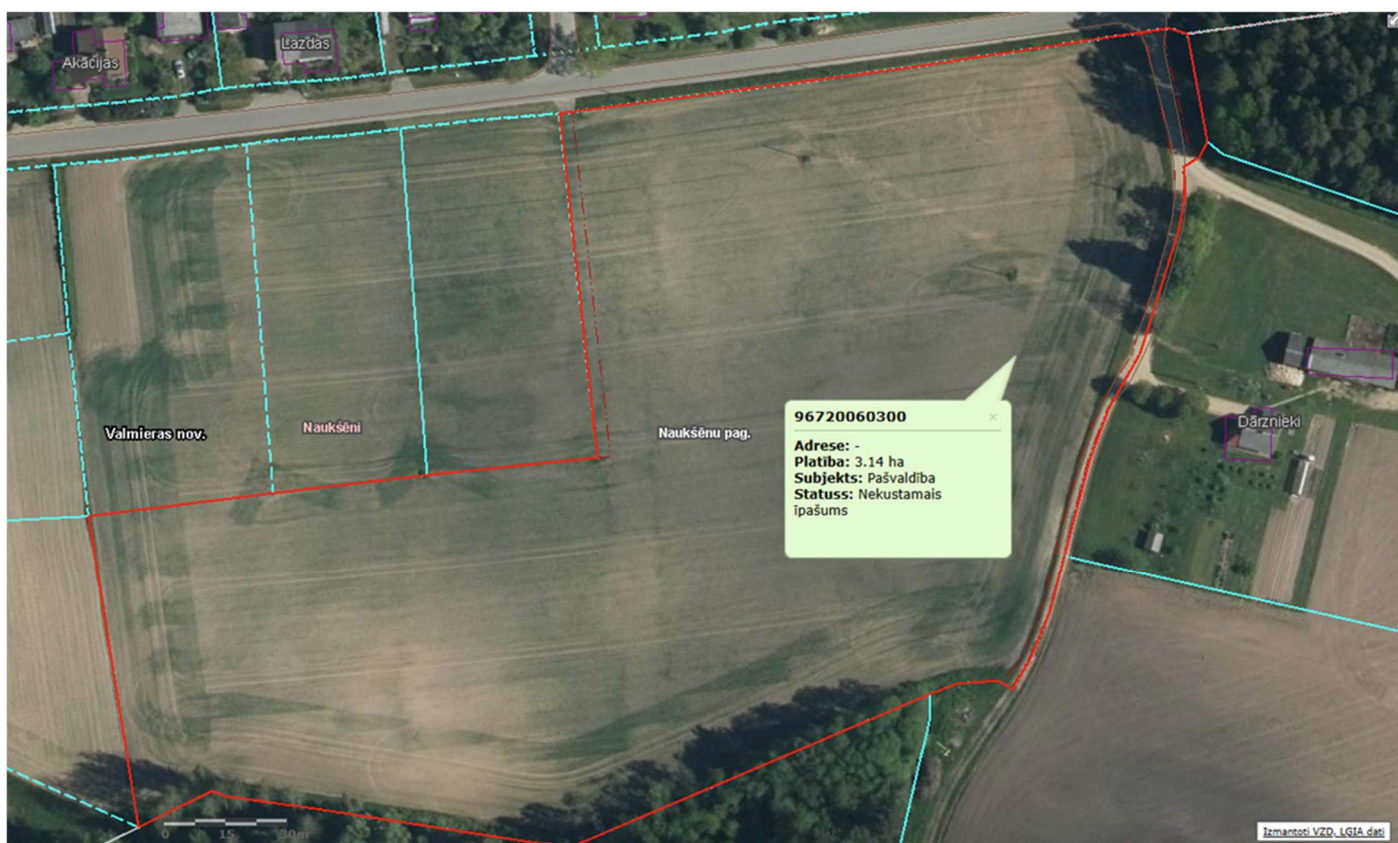 Lazdas
Akācijas
Valmieras nov.
Naukšēni
Naukšēnu pag.
96720060300 ×
Adrese: -
Platība: 3.14 ha
Subjekts: Pašvaldība
Statuss: Nekustamais
īpašums
Dārznieki
0 15 30m
Izmantoti VZD, LGIA dati